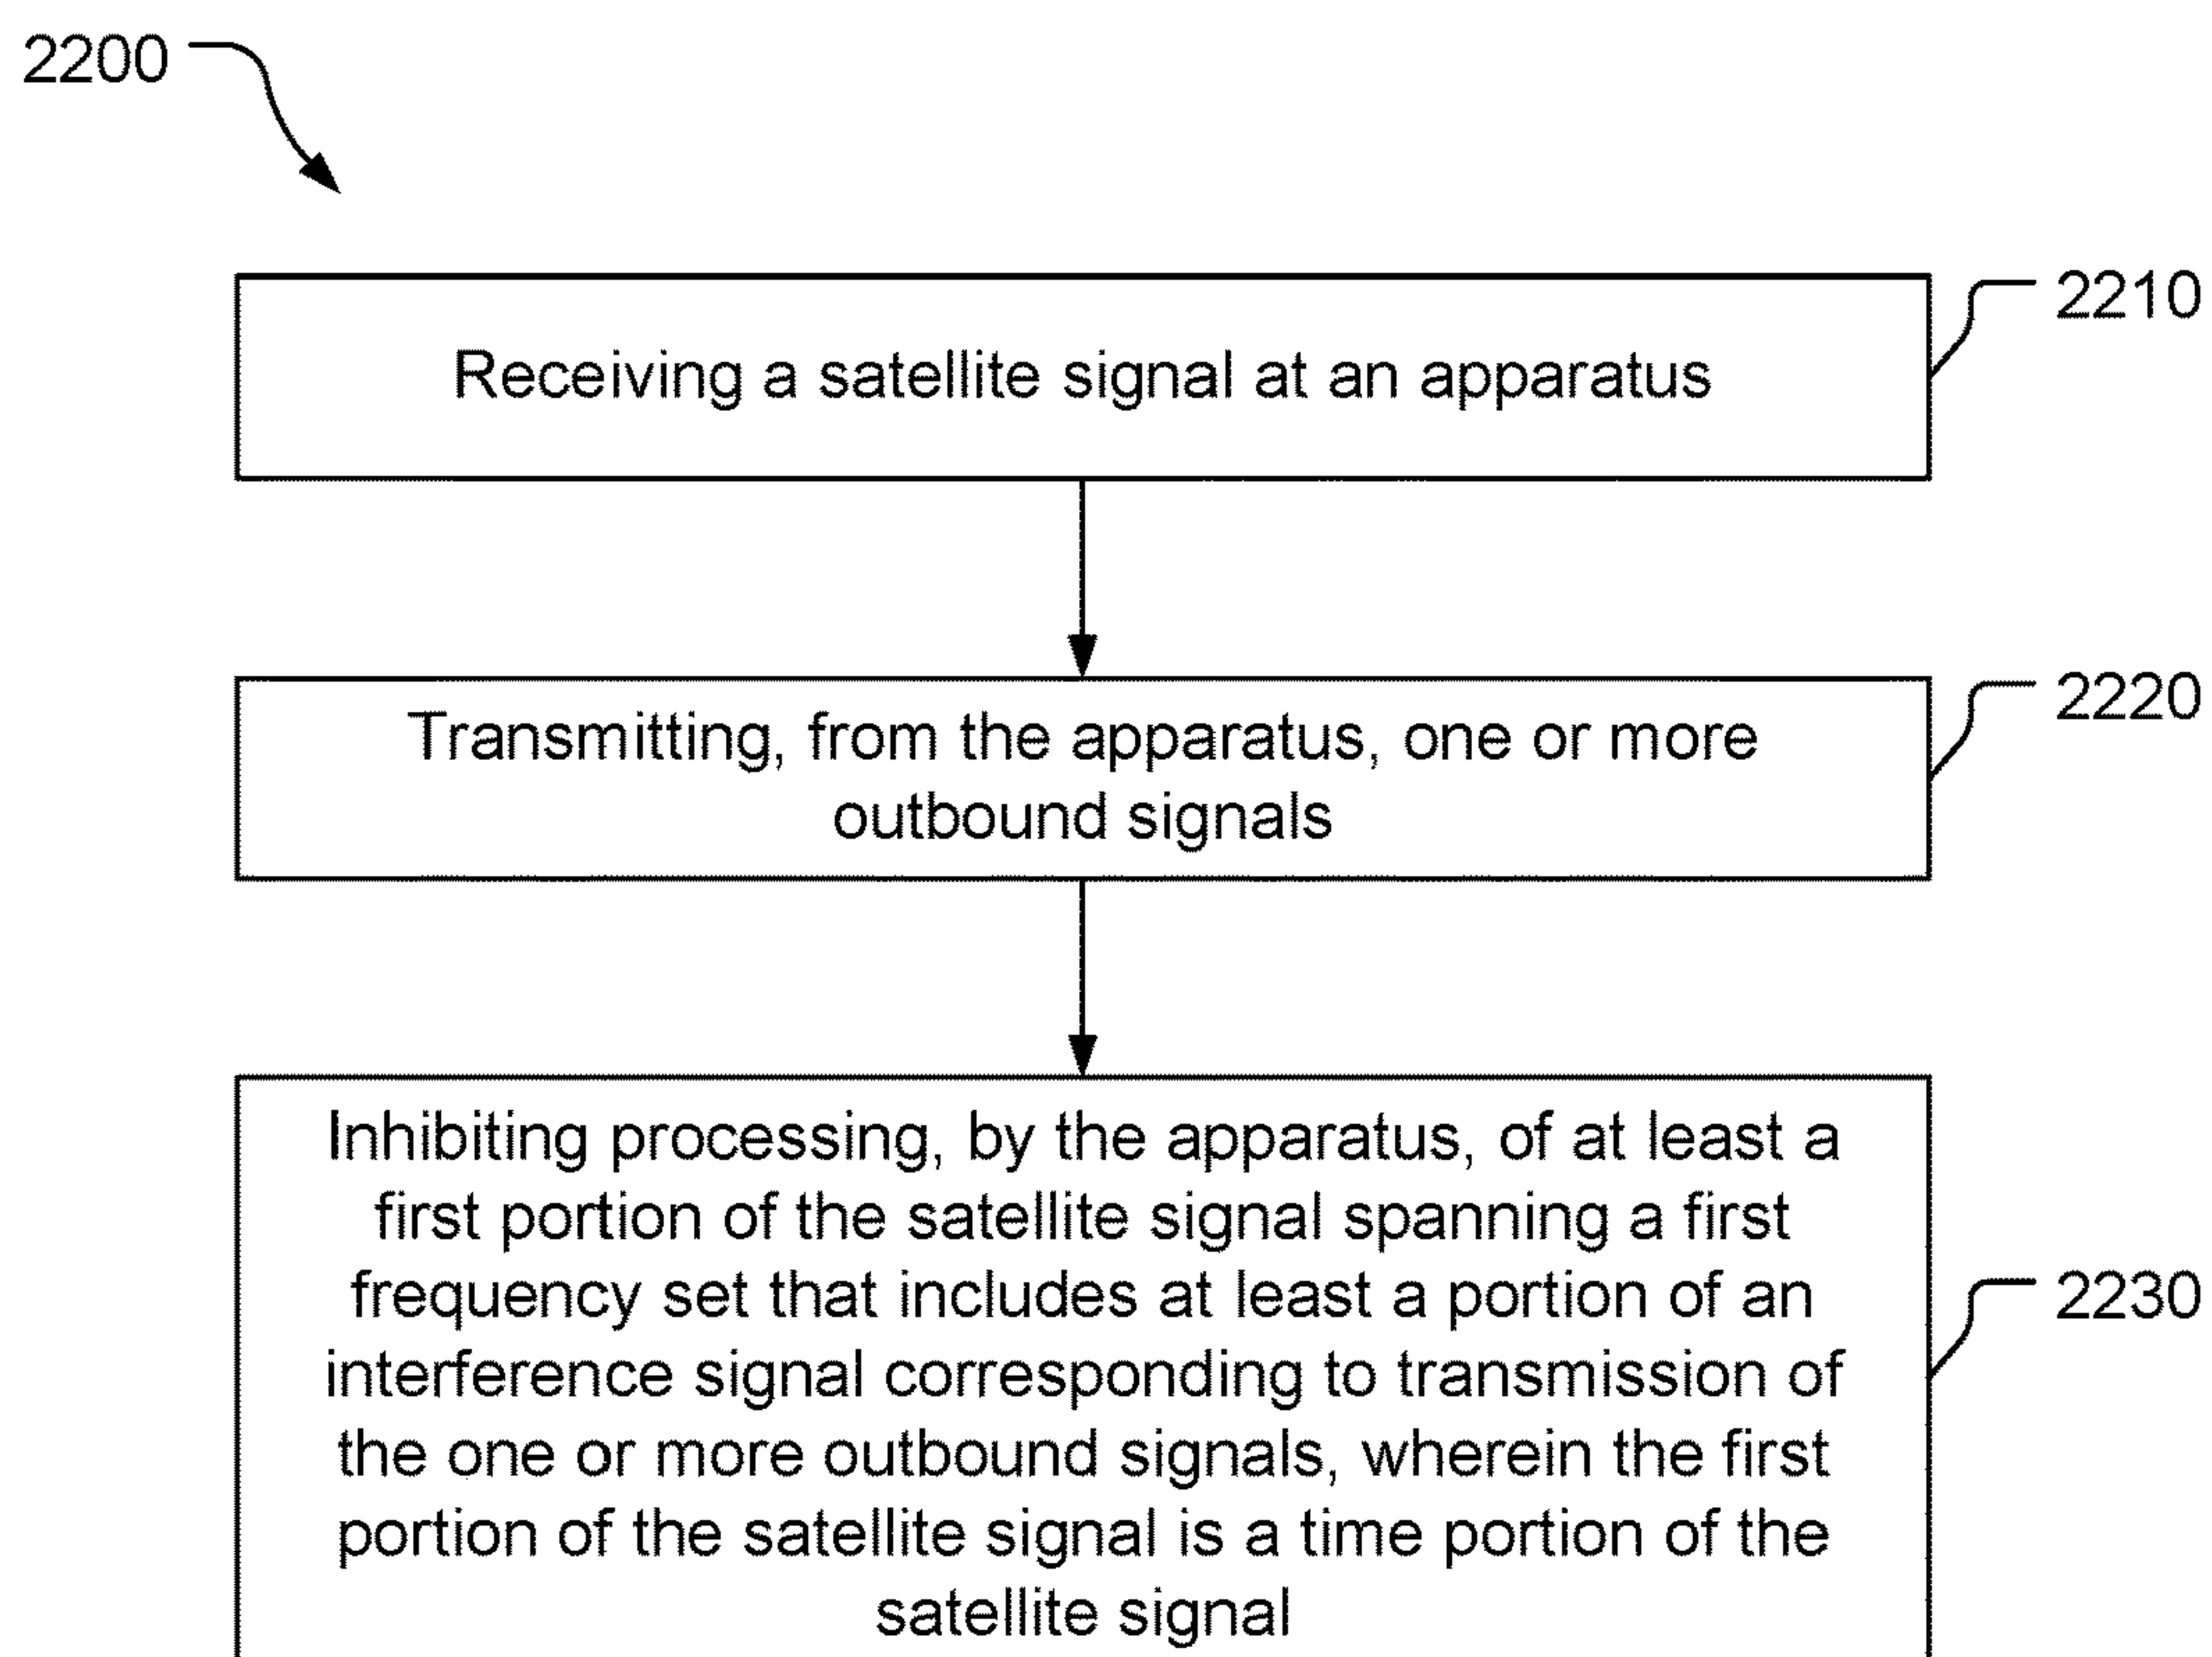 2200
2210
Receiving a satellite signal at an apparatus
2220
Transmitting, from the apparatus, one or more
outbound signals
Inhibiting processing, by the apparatus, of at least a
first portion of the satellite signal spanning a first
frequency set that includes at least a portion of an
2230
interference signal corresponding to transmission of
the one or more outbound signals, wherein the first
portion of the satellite signal is a time portion of the
satellite signal